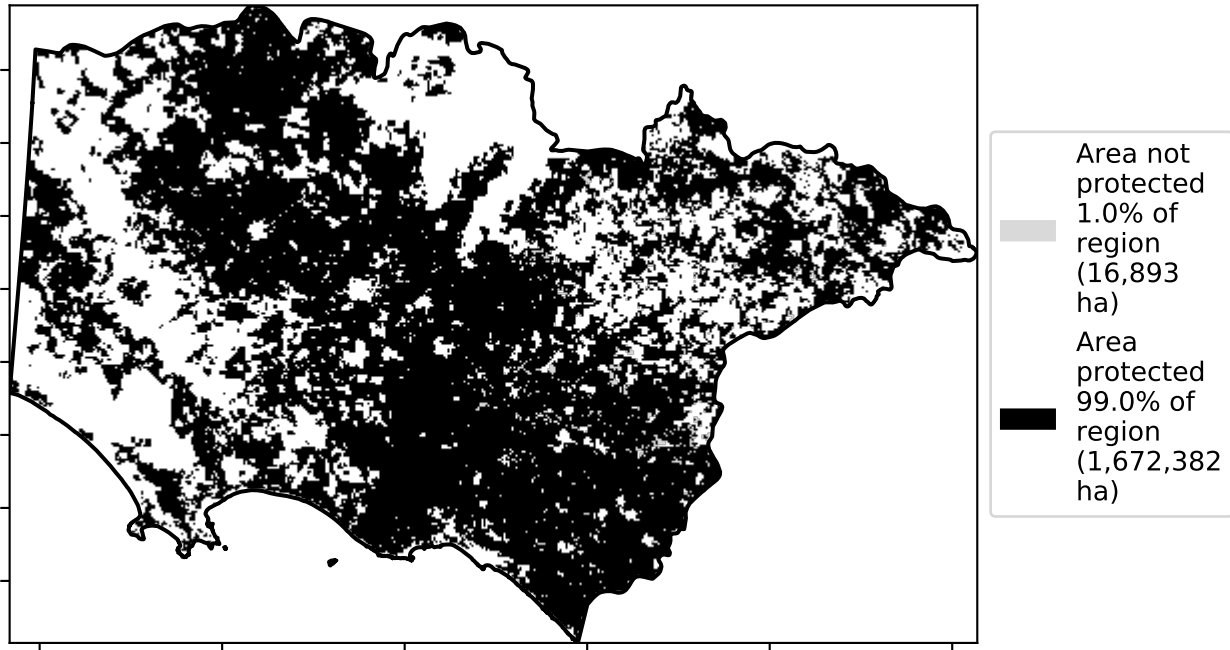 Area not
protected
1.0% of
region
(16,893
ha)
Area
protected
99.0% of
region
(1,672,382
ha)